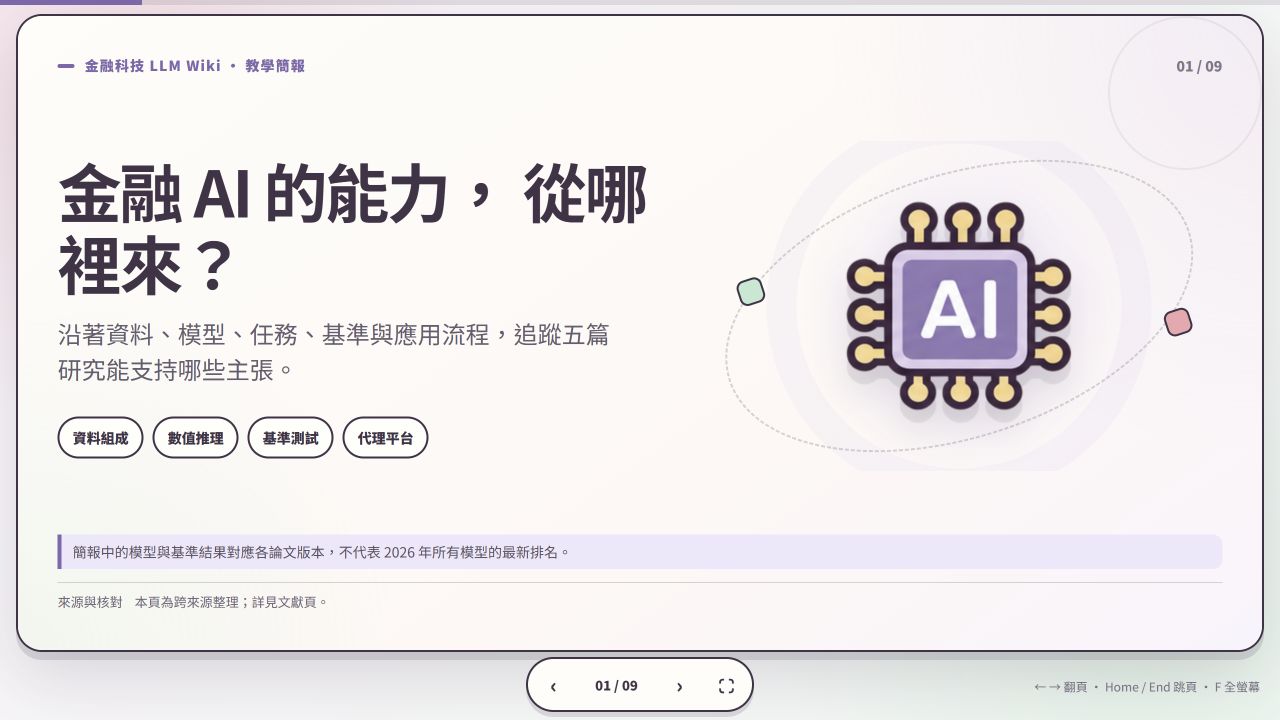 金融科技 LLM Wiki · 教學簡報
01 / 09
金融 AI 的能力， 從哪
裡來？
沿著資料、模型、任務、基準與應用流程，追蹤五篇
研究能支持哪些主張。
資料組成
數值推理
基準測試
代理平台
AI
簡報中的模型與基準結果對應各論文版本，不代表 2026 年所有模型的最新排名。
來源與核對 本頁為跨來源整理；詳見文獻頁。
‹ 01 / 09 ›
← → 翻頁 · Home / End 跳頁 · F 全螢幕